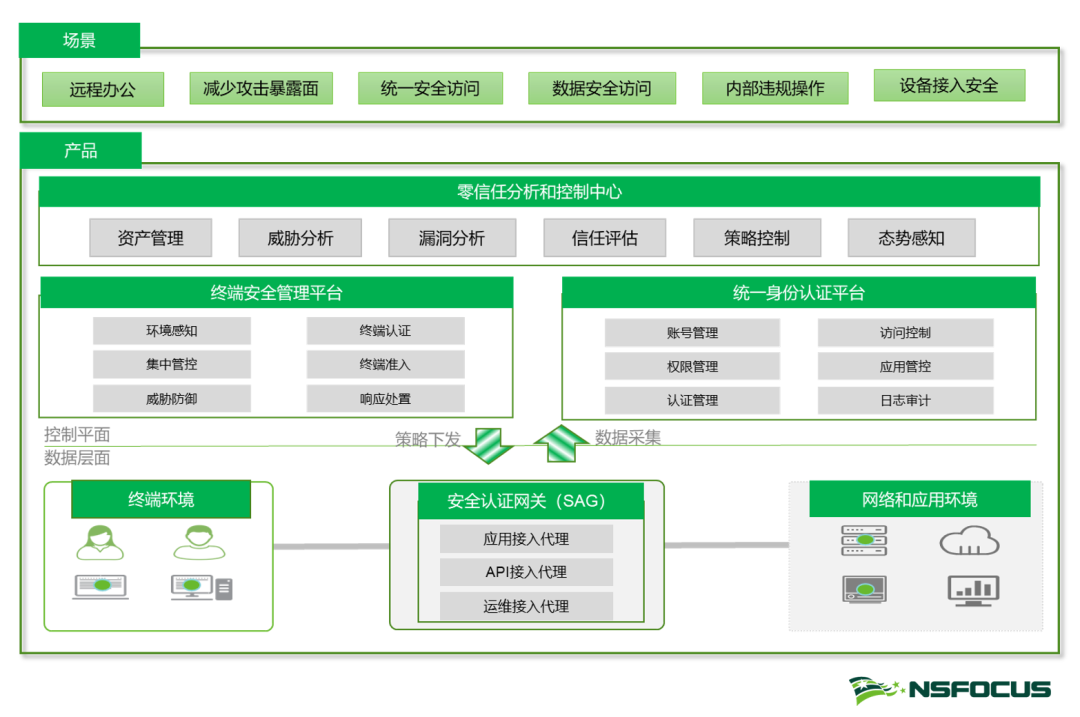 场景
远程办公
减少攻击暴露面
统一安全访问
数据安全访问
内部违规操作
设备接入安全
产品
零信任分析和控制中心
资产管理
威胁分析
漏洞分析
信任评估
策略控制
态势感知
终端安全管理平台
环境感知
终端认证
集中管控
终端准入
威胁防御
响应处置
统一身份认证平台
账号管理
访问控制
权限管理
应用管控
认证管理
日志审计
控制平面
策略下发
数据采集
数据层面
终端环境
安全认证网关（SAG）
应用接入代理
API接入代理
运维接入代理
网络和应用环境
NSFOCUS